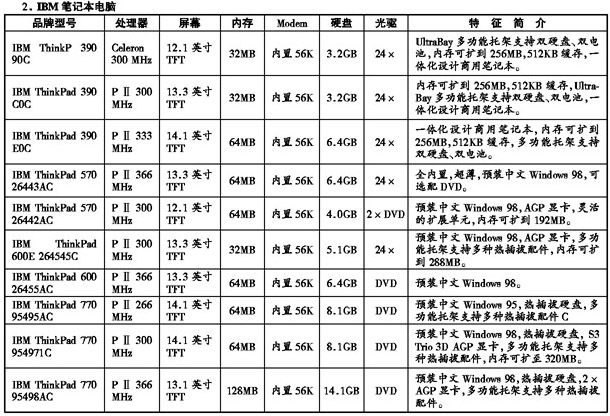 2. IBM 笔记本电脑
品牌型号 处理器 屏幕 内存 Modem 硬盘 光驱 特 征 简 介
IBM ThinkP 390 90C Celeron 300 MHz 12.1 英寸 TFT 32MB 内置 56K 3.2GB 24× UltraBay 多功能托架支持双硬盘、双电池,内存可扩到 256MB,512KB 缓存,一体化设计商用笔记本。
IBM ThinkPad 390 C0C P Ⅱ 300 MHz 13.3 英寸 TFT 32MB 内置 56K 3.2GB 24× 内存可扩到 256MB,512KB 缓存,Ultra-Bay 多功能托架支持双硬盘、双电池,一体化设计商用笔记本。
IBM ThinkPad 390 E0C P Ⅱ 333 MHz 14.1 英寸 TFT 64MB 内置 56K 6.4GB 24× 一体化设计商用笔记本,内存可扩到 256MB,512KB 缓存,多功能托架支持双硬盘、双电池。
IBM ThinkPad 570 26443AC P Ⅱ 366 MHz 13.3 英寸 TFT 64MB 内置 56K 6.4GB 24× 全内置,超薄,预装中文 Windows 98,可选配 DVD。
IBM ThinkPad 570 26442AC P Ⅱ 300 MHz 12.1 英寸 TFT 64MB 内置 56K 4.0GB 2×DVD 预装中文 Windows 98,AGP 显卡,灵活的扩展单元,内存可扩到 192MB。
IBM ThinkPad 600E 264545C P Ⅱ 300 MHz 13.3 英寸 TFT 32MB 内置 56K 5.1GB 24× 预装中文 Windows 98,AGP 显卡,多功能托架支持多种热插拔配件,内存可扩到 288MB。
IBM ThinkPad 600 26455AC P Ⅱ 366 MHz 13.3 英寸 TFT 64MB 内置 56K 6.4GB DVD 预装中文 Windows 98。
IBM ThinkPad 770 95495AC P Ⅱ 266 MHz 14.1 英寸 TFT 64MB 内置 56K 8.1GB DVD 预装中文 Windows 95,热插拔硬盘,多功能托架支持多种热插拔配件 C
IBM ThinkPad 770 954971C P Ⅱ 300 MHz 14.1 英寸 TFT 64MB 内置 56K 8.1GB DVD 预装中文 Windows 98,热插拔硬盘, S3 Trio 3D AGP 显卡,多功能托架支持多种热插拔配件,内存可扩至 320MB。
IBM ThinkPad 770 95498AC P Ⅱ 366 MHz 13.1 英寸 TFT 128MB 内置 56K 14.1GB DVD 预装中文 Windows 98,热插拔硬盘,2×AGP 显卡,多功能托架支持多种热插拔配件。